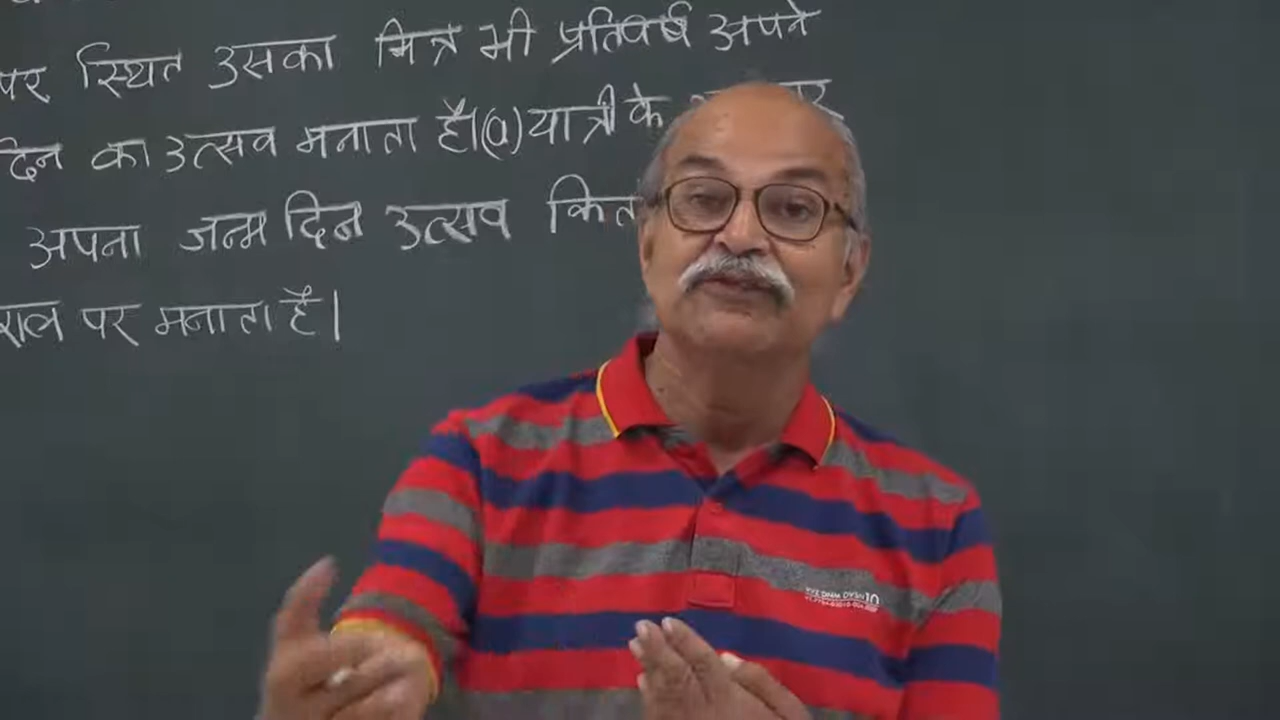 पर स्थित उसका मित्र भी प्रतिवर्ष अपने
दिन का उत्सव मनाता है। (a) यात्री के
अपना जन्म दिन उत्सव
पर मनाता है।